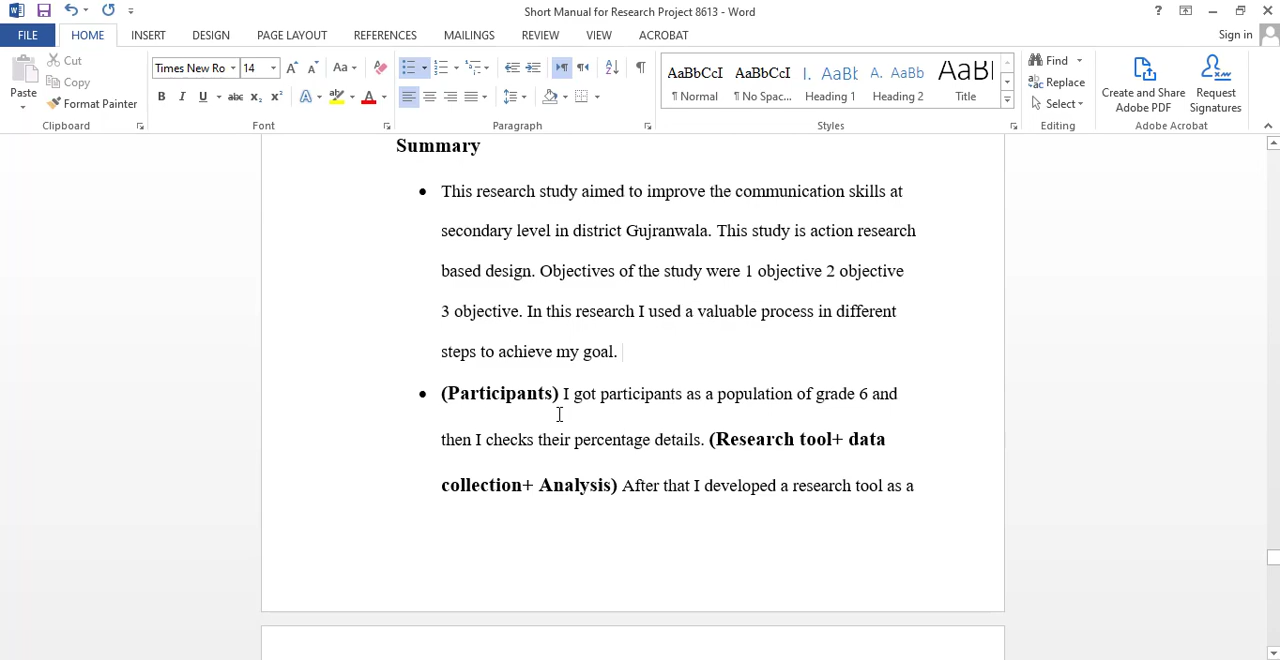 Short Manual for Research Project 8613 - Word
?
FILE HOME INSERT DESIGN PAGE LAYOUT REFERENCES MAILINGS REVIEW VIEW ACROBAT Sign in
Paste
Cut
Copy
Format Painter
Clipboard
Times New Ro 14 Aa
B I U abc X₂ X² A A
Font
Paragraph
AaBbCcI AaBbCcI I. AaBb A. AaBb AaBl
¶ Normal ¶ No Spac... Heading 1 Heading 2 Title
Styles
Find
Replace
Select
Editing
Create and Share
Adobe PDF
Request
Signatures
Adobe Acrobat
Summary
• This research study aimed to improve the communication skills at
secondary level in district Gujranwala. This study is action research
based design. Objectives of the study were 1 objective 2 objective
3 objective. In this research I used a valuable process in different
steps to achieve my goal.
• (Participants) I got participants as a population of grade 6 and
then I checks their percentage details. (Research tool+ data
collection+ Analysis) After that I developed a research tool as a